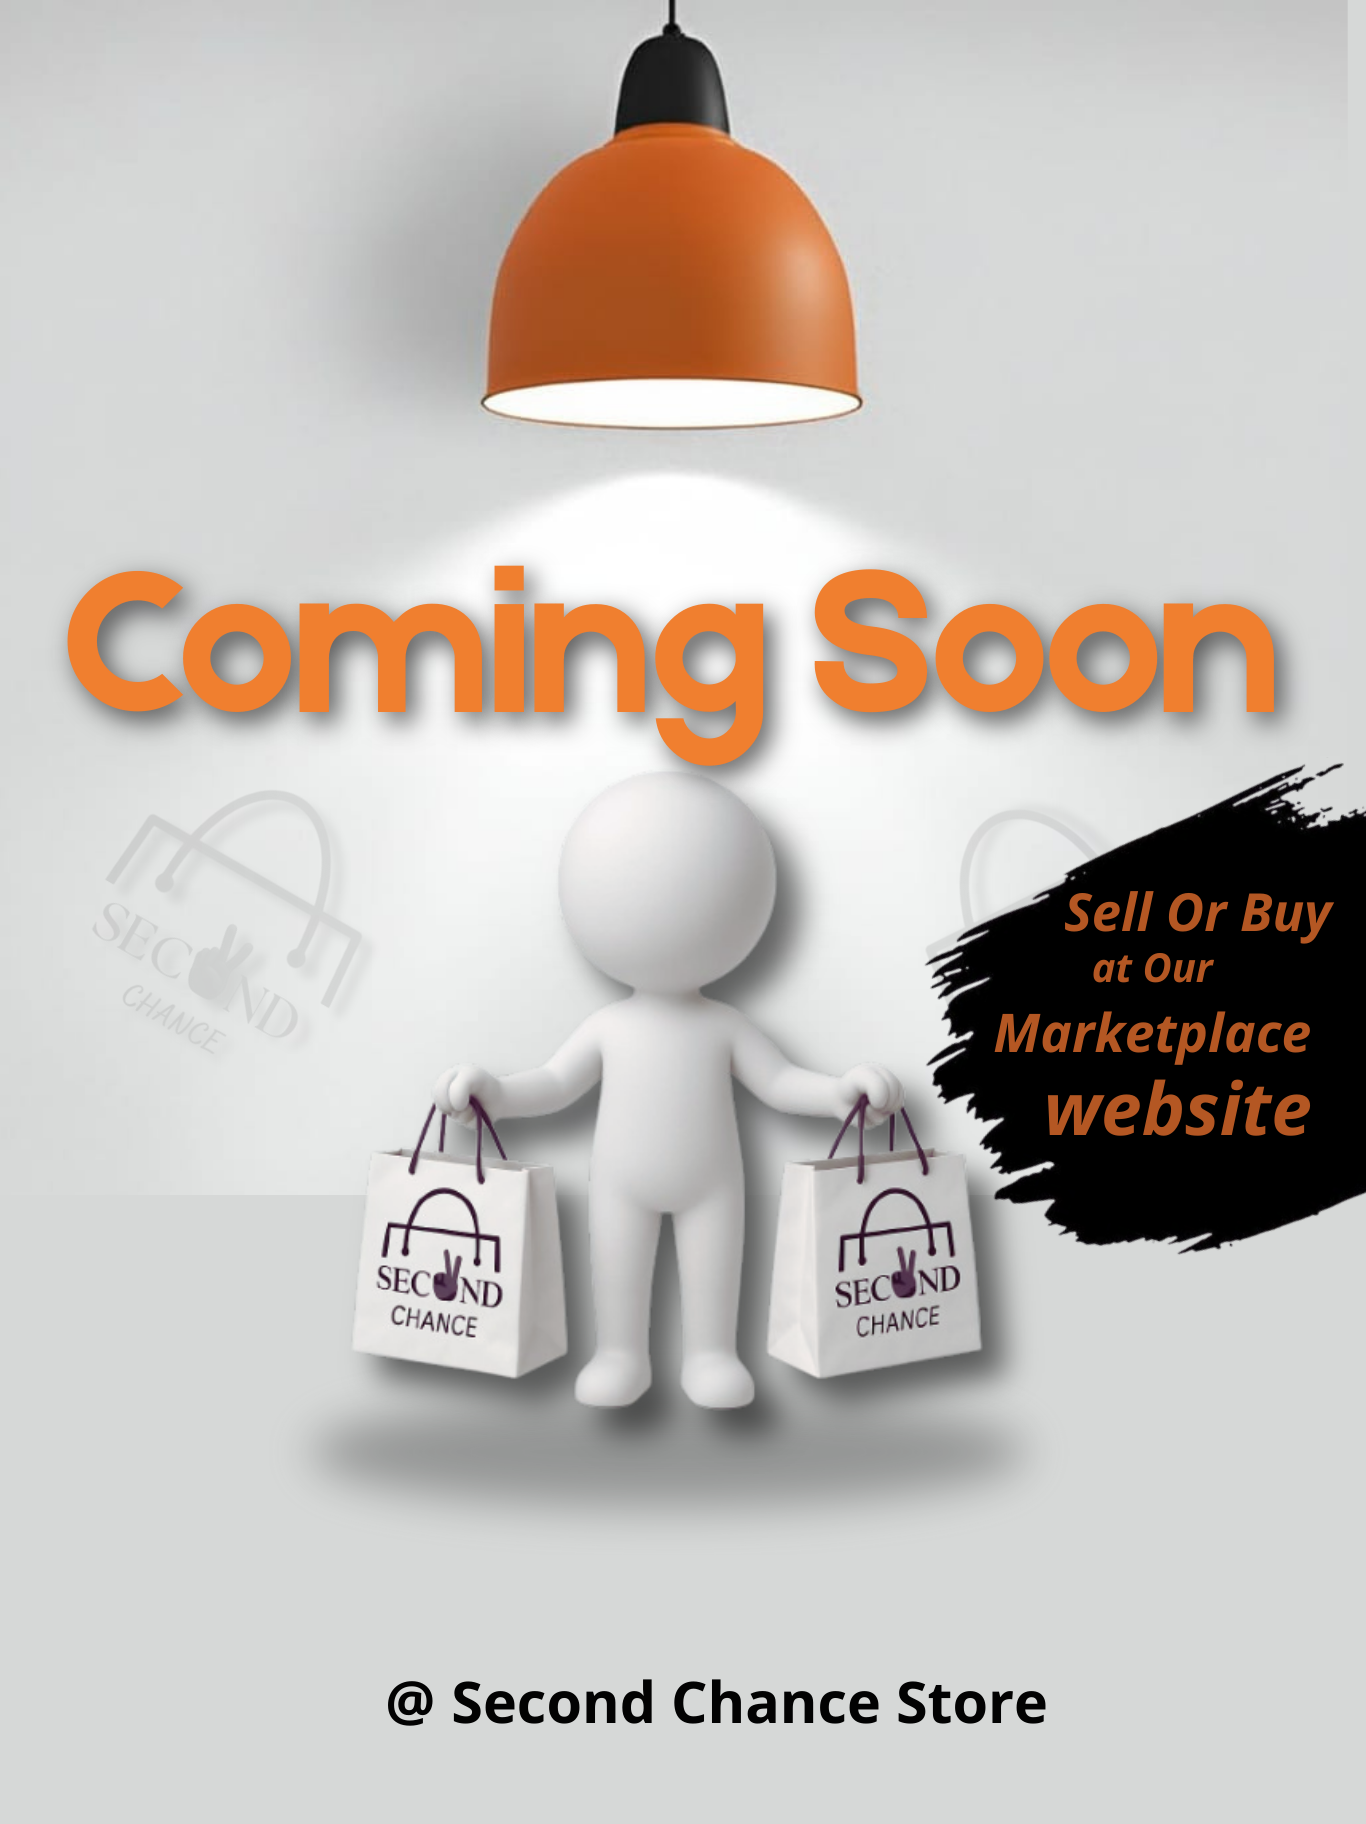 Coming Soon
SECOND
CHANCE
Sell Or Buy
at Our
Marketplace
website
SECOND
CHANCE
SECOND
CHANCE
@ Second Chance Store